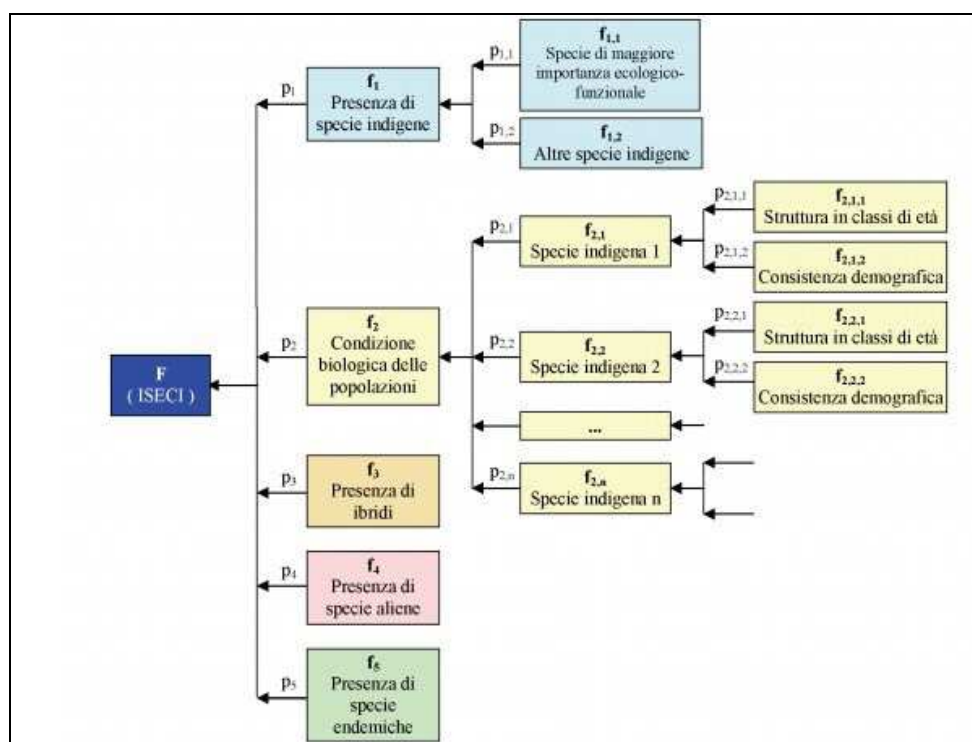 F
( ISECI )
p1
f1
Presenza di
specie indigene
p1,1
f1,1
Specie di maggiore
importanza ecologico-
funzionale
p1,2
f1,2
Altre specie indigene
p2
f2
Condizione
biologica delle
popolazioni
p2,1
f2,1
Specie indigena 1
p2,1,1
f2,1,1
Struttura in classi di età
p2,1,2
f2,1,2
Consistenza demografica
p2,2
f2,2
Specie indigena 2
p2,2,1
f2,2,1
Struttura in classi di età
p2,2,2
f2,2,2
Consistenza demografica
...
p2,n
f2,n
Specie indigena n
p3
f3
Presenza di
ibridi
p4
f4
Presenza di
specie aliene
p5
f5
Presenza di
specie
endemiche